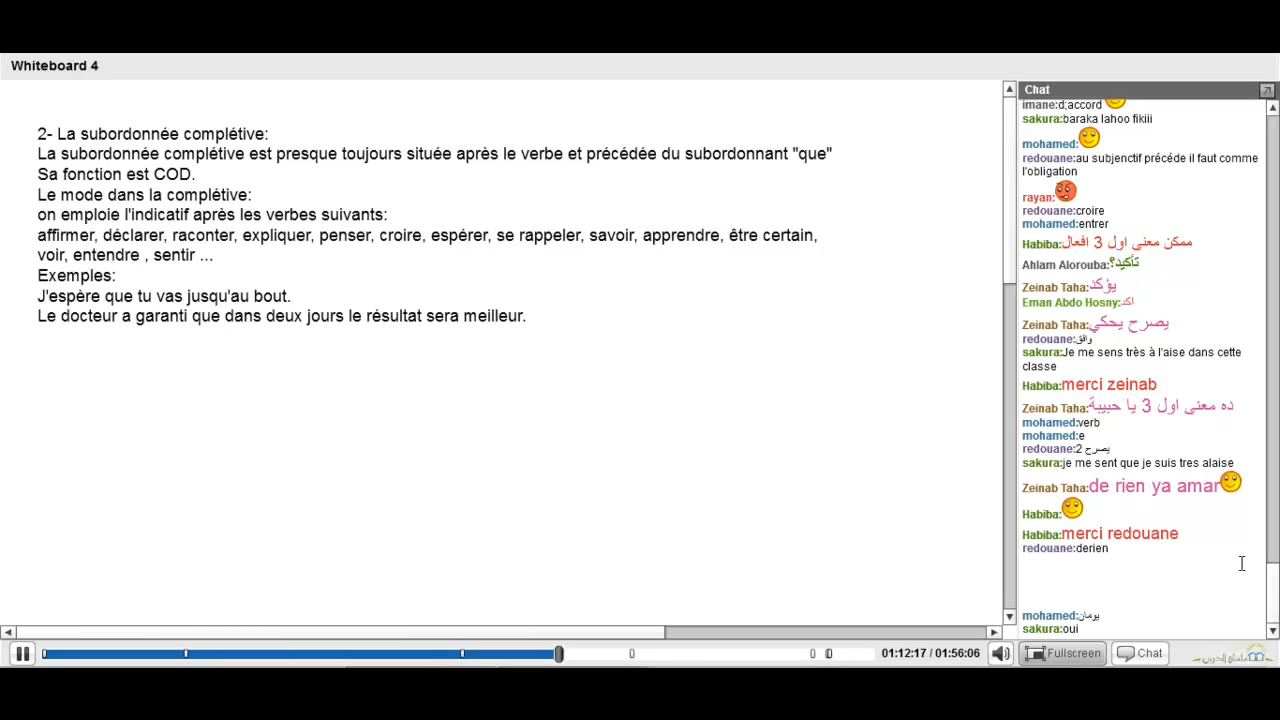 Whiteboard 4
2- La subordonnée complétive:
La subordonnée complétive est presque toujours située après le verbe et précédée du subordonnant "que"
Sa fonction est COD.
Le mode dans la complétive:
on emploie l'indicatif après les verbes suivants:
affirmer, déclarer, raconter, expliquer, penser, croire, espérer, se rappeler, savoir, apprendre, être certain,
voir, entendre , sentir ...
Exemples:
J'espère que tu vas jusqu'au bout.
Le docteur a garanti que dans deux jours le résultat sera meilleur.
Chat
imane:d;accord
sakura:baraka lahoo fikiii
mohamed:
redouane:au subjenctif précéde il faut comme
l'obligation
rayan:
redouane:croire
mohamed:entrer
Habiba:ممكن معنى اول 3 افعال
Ahlam Alorouba:تأكيد؟
Zeinab Taha:يؤكد
Eman Abdo Hosny:اكد
Zeinab Taha:يصرح يحكي
redouane:وافق
sakura:Je me sens très à l'aise dans cette
classe
Habiba:merci zeinab
Zeinab Taha:ده معنى اول 3 يا حبيبة
mohamed:verb
mohamed:e
redouane:2 يصرح
sakura:je me sent que je suis tres alaise
Zeinab Taha:de rien ya amar
Habiba:
Habiba:merci redouane
redouane:derien
mohamed:يومان
sakura:oui
01:12:17 / 01:56:06
Fullscreen
Chat